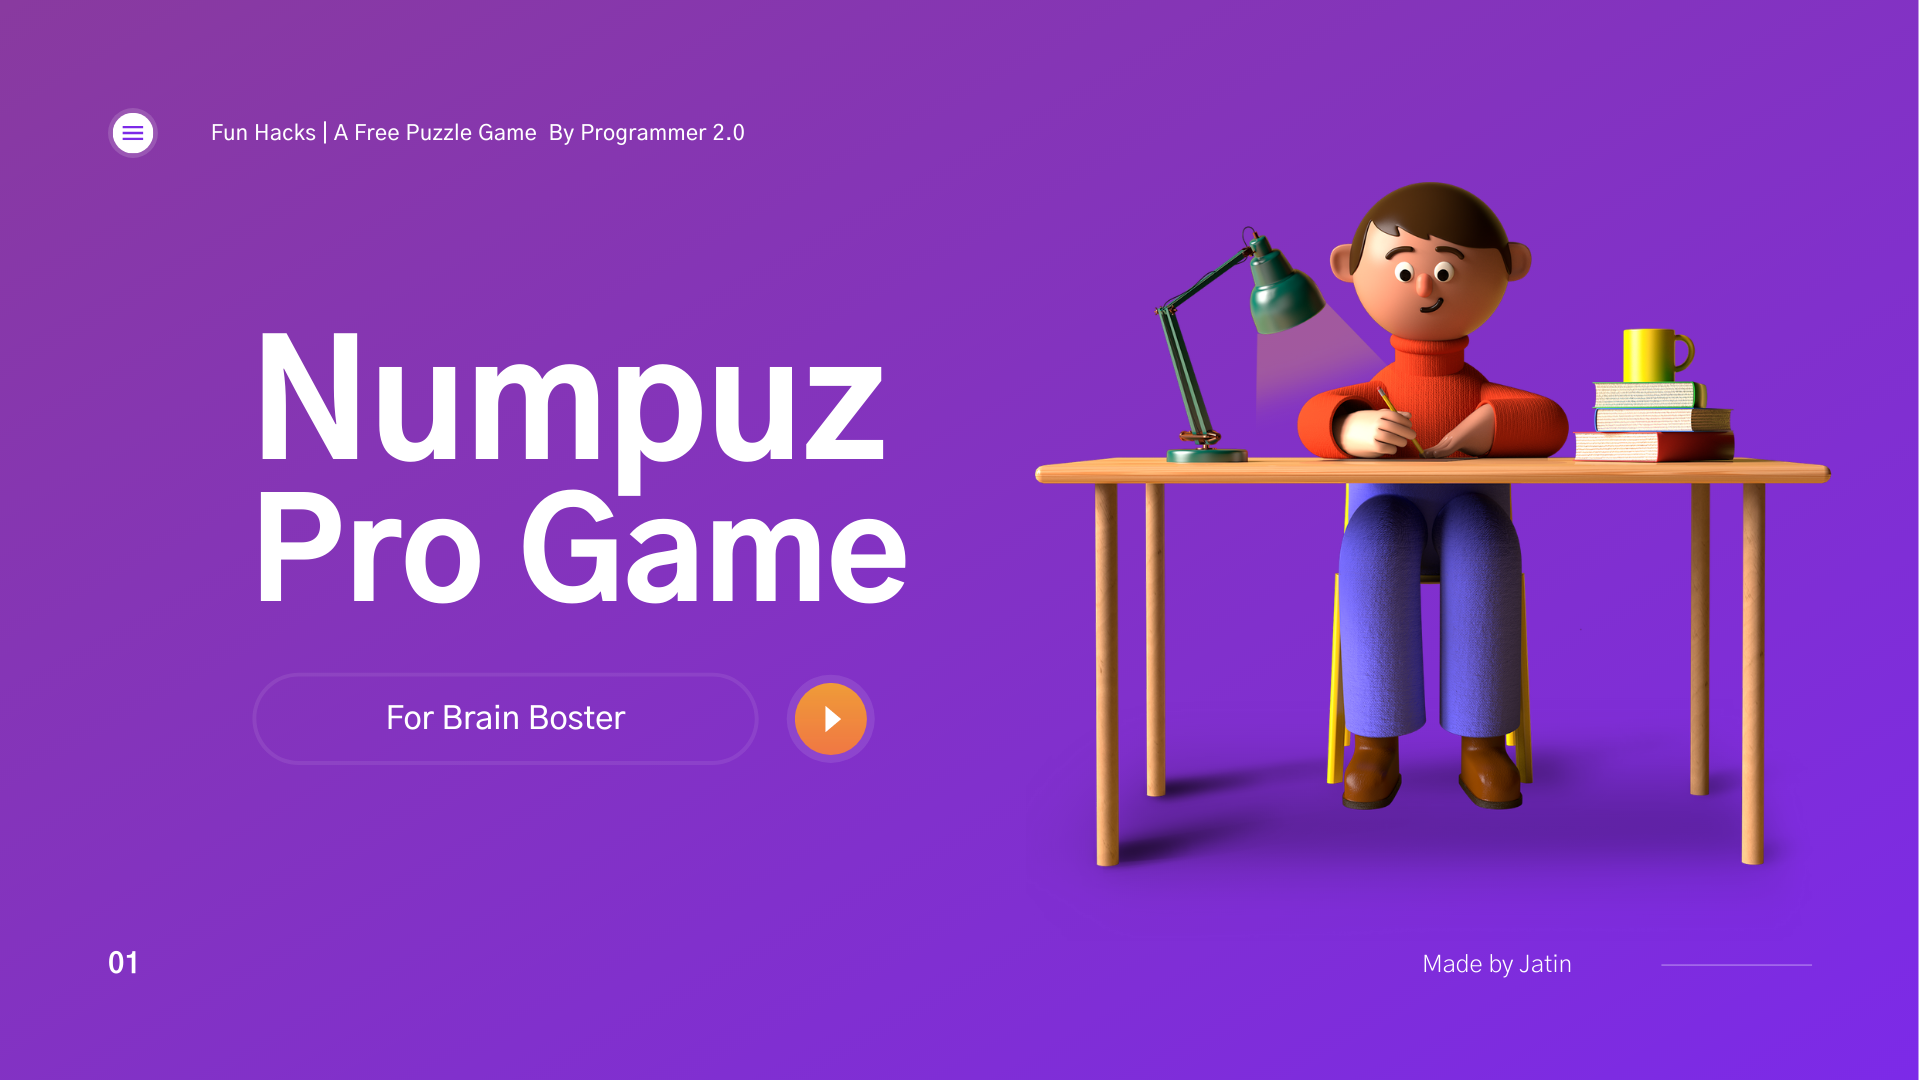 Fun Hacks | A Free Puzzle Game  By Programmer 2.0
Numpuz
Pro Game
For Brain Boster
01
Made by Jatin